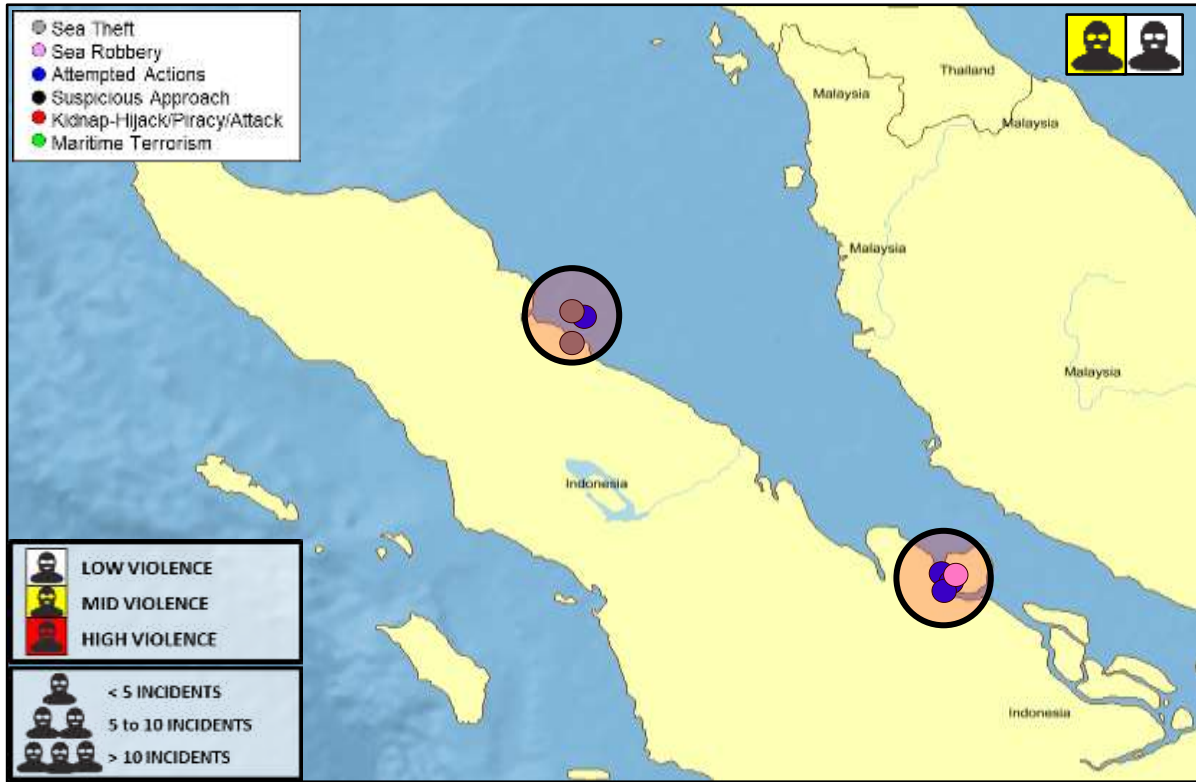 Sea Theft
Sea Robbery
Attempted Actions
Suspicious Approach
Kidnap-Hijack/Piracy/Attack
Maritime Terrorism
Thailand
Malaysia
Malaysia
Malaysia
Malaysia
Indonesia
Indonesia
LOW VIOLENCE
MID VIOLENCE
HIGH VIOLENCE
< 5 INCIDENTS
5 to 10 INCIDENTS
> 10 INCIDENTS